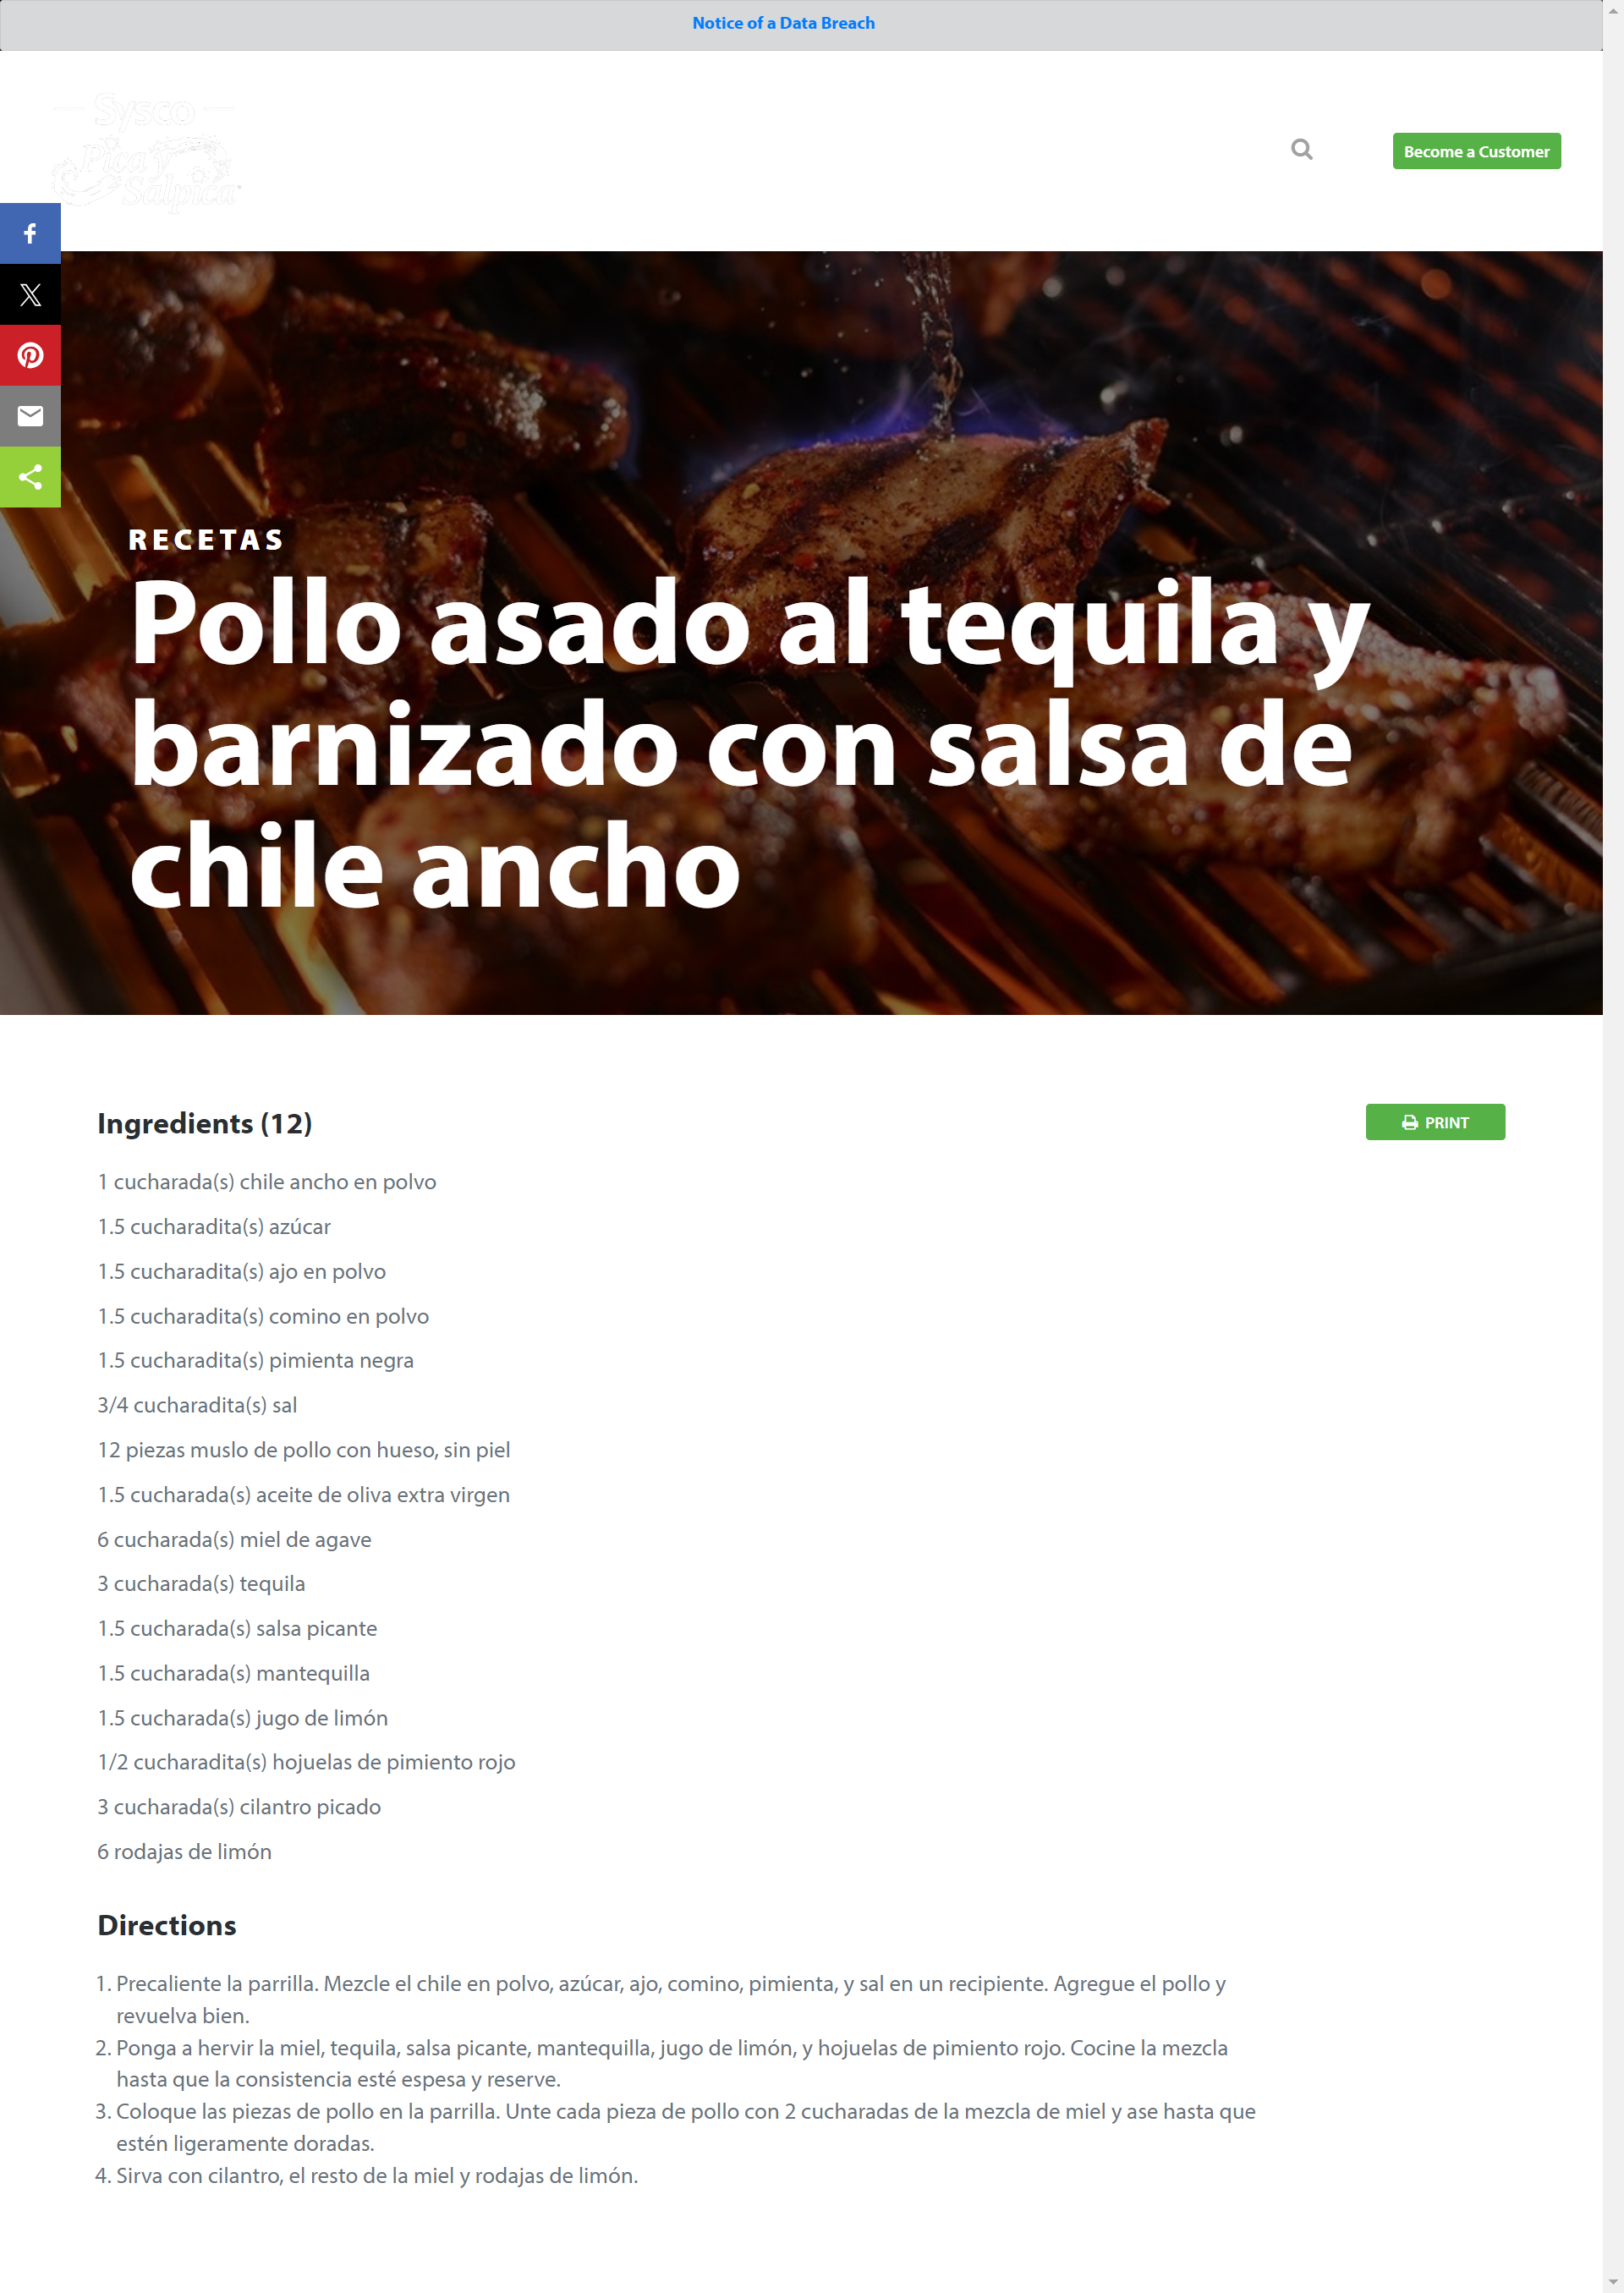 Notice of a Data Breach
Sysco
Pica y
Salpica
Become a Customer
RECETAS
Pollo asado al tequila y
barnizado con salsa de
chile ancho
Ingredients (12)
PRINT
1 cucharada(s) chile ancho en polvo
1.5 cucharadita(s) azúcar
1.5 cucharadita(s) ajo en polvo
1.5 cucharadita(s) comino en polvo
1.5 cucharadita(s) pimienta negra
3/4 cucharadita(s) sal
12 piezas muslo de pollo con hueso, sin piel
1.5 cucharada(s) aceite de oliva extra virgen
6 cucharada(s) miel de agave
3 cucharada(s) tequila
1.5 cucharada(s) salsa picante
1.5 cucharada(s) mantequilla
1.5 cucharada(s) jugo de limón
1/2 cucharadita(s) hojuelas de pimiento rojo
3 cucharada(s) cilantro picado
6 rodajas de limón
Directions
1. Precaliente la parrilla. Mezcle el chile en polvo, azúcar, ajo, comino, pimienta, y sal en un recipiente. Agregue el pollo y
revuelva bien.
2. Ponga a hervir la miel, tequila, salsa picante, mantequilla, jugo de limón, y hojuelas de pimiento rojo. Cocine la mezcla
hasta que la consistencia esté espesa y reserve.
3. Coloque las piezas de pollo en la parrilla. Unte cada pieza de pollo con 2 cucharadas de la mezcla de miel y ase hasta que
estén ligeramente doradas.
4. Sirva con cilantro, el resto de la miel y rodajas de limón.